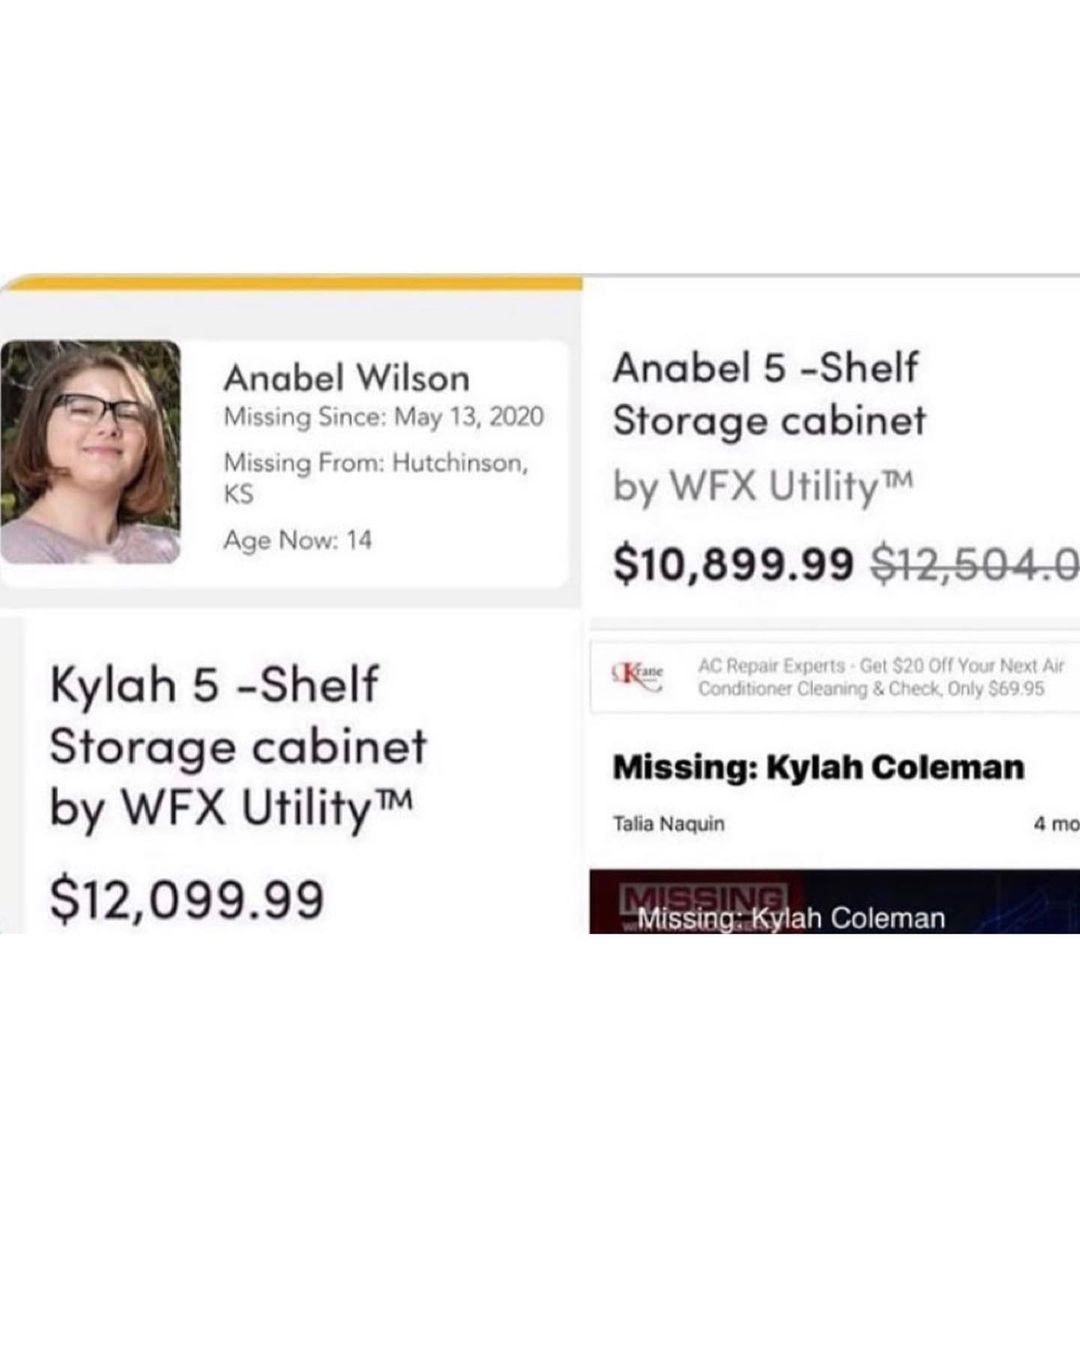 Anabel Wilson
Missing Since: May 13, 2020
Missing From: Hutchinson,
KS
Age Now: 14
Anabel 5 -Shelf
Storage cabinet
by WFX Utility™
$10,899.99 $12,504.0
Kylah 5 -Shelf
Storage cabinet
by WFX Utility™
$12,099.99
Krane
AC Repair Experts - Get $20 Off Your Next Air
Conditioner Cleaning & Check, Only $69.95
Missing: Kylah Coleman
Talia Naquin
4 mo
MISSING
Missing: Kylah Coleman